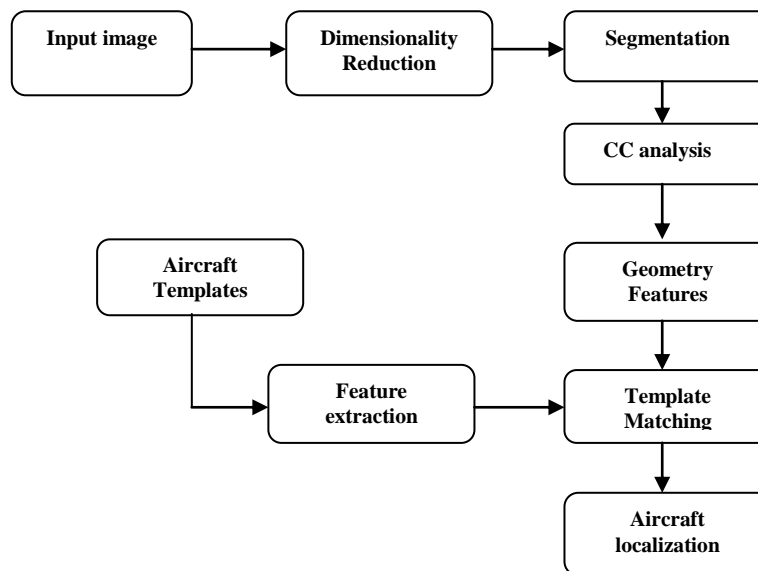 Input image
Dimensionality
Reduction
Segmentation
CC analysis
Aircraft
Templates
Geometry
Features
Feature
extraction
Template
Matching
Aircraft
localization